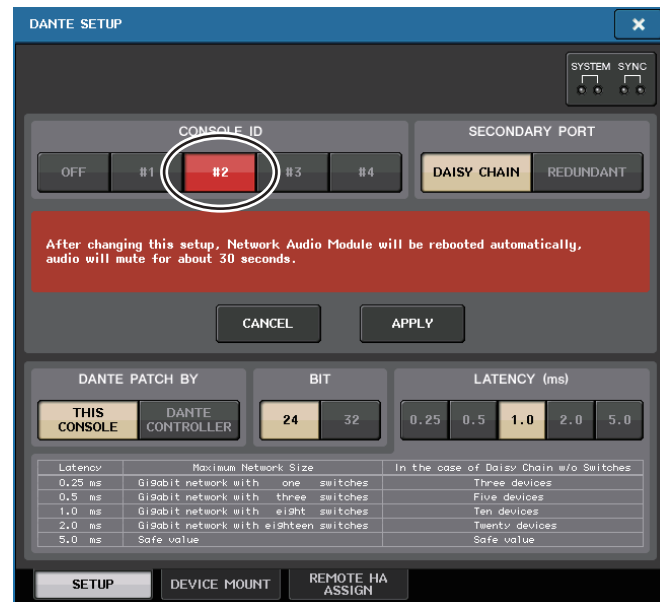 DANTE SETUP
SYSTEM SYNC
CONSOLE ID
SECONDARY PORT
OFF #1 #2 #3 #4
DAISY CHAIN REDUNDANT
After changing this setup, Network Audio Module will be rebooted automatically,
audio will mute for about 30 seconds.
CANCEL APPLY
DANTE PATCH BY
BIT
LATENCY (ms)
THIS CONSOLE
DANTE CONTROLLER
24 32
0.25 0.5 1.0 2.0 5.0
Latency Maximum Network Size In the case of Daisy Chain w/o Switches
0.25 ms Gigabit network with one switches Three devices
0.5 ms Gigabit network with three switches Five devices
1.0 ms Gigabit network with eight switches Ten devices
2.0 ms Gigabit network with eighteen switches Twenty devices
5.0 ms Safe value Safe value
SETUP
DEVICE MOUNT
REMOTE HA
ASSIGN